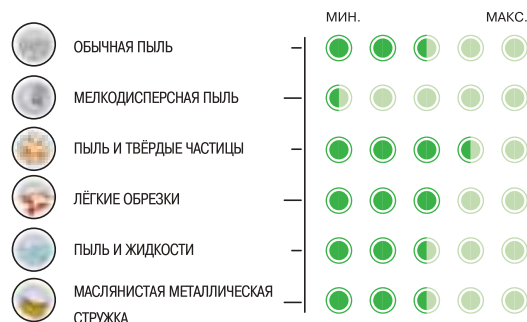 МИН. МАКС.
ОБЫЧНАЯ ПЫЛЬ
МЕЛКОДИСПЕРСНАЯ ПЫЛЬ
ПЫЛЬ И ТВЁРДЫЕ ЧАСТИЦЫ
ЛЁГКИЕ ОБРЕЗКИ
ПЫЛЬ И ЖИДКОСТИ
МАСЛЯНИСТАЯ МЕТАЛЛИЧЕСКАЯ
СТРУЖКА